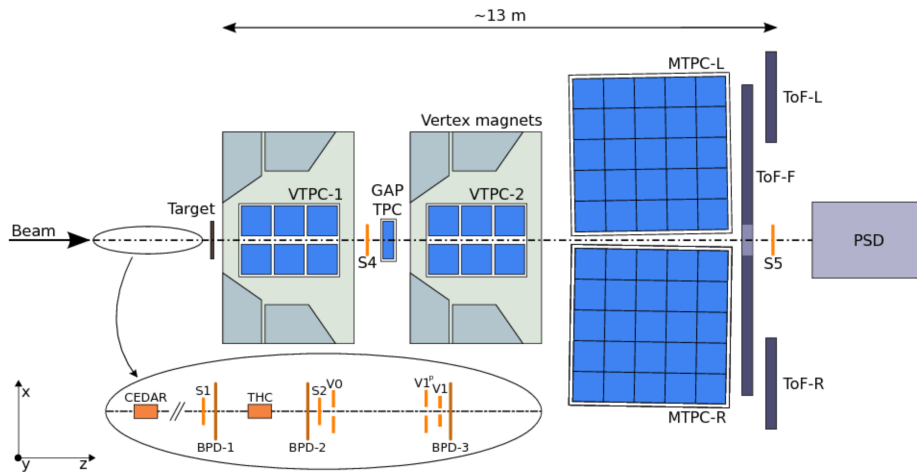 ~13 m
MTPC-L
ToF-L
Vertex magnets
ToF-F
VTPC-1
GAP
TPC
VTPC-2
Target
Beam
S4
S5
PSD
x
y
z
CEDAR
S1
THC
S2
V0
V1ᵖ
V1
BPD-1
BPD-2
BPD-3
MTPC-R
ToF-R